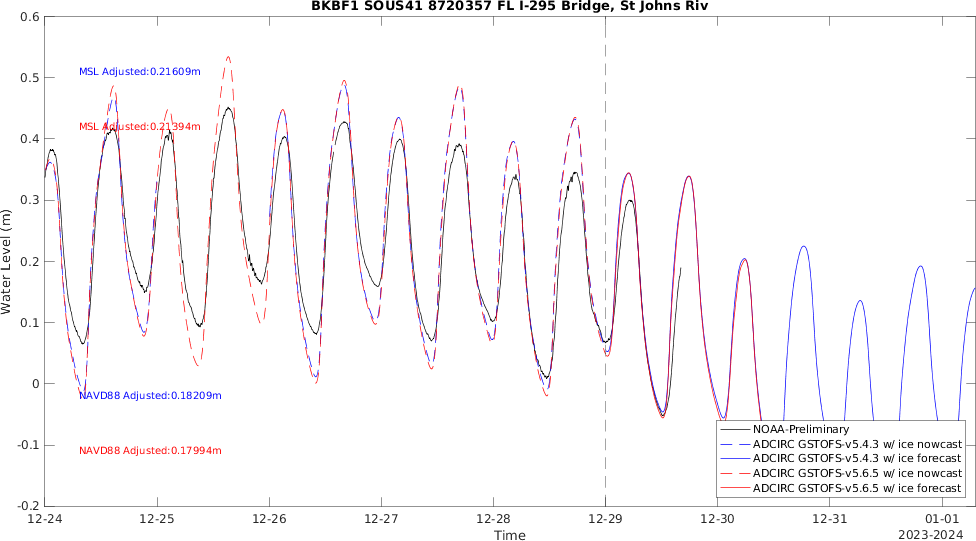 BKBF1 SOUS41 8720357 FL I-295 Bridge, St Johns Riv
0.6
0.5
0.4
0.3
0.2
0.1
0
-0.1
-0.2
Water Level (m)
MSL Adjusted:0.21609m
MSL Adjusted:0.21394m
NAVD88 Adjusted:0.18209m
NAVD88 Adjusted:0.17994m
NOAA-Preliminary
ADCIRC GSTOFS-v5.4.3 w/ ice nowcast
ADCIRC GSTOFS-v5.4.3 w/ ice forecast
ADCIRC GSTOFS-v5.6.5 w/ ice nowcast
ADCIRC GSTOFS-v5.6.5 w/ ice forecast
12-24 12-25 12-26 12-27 12-28 12-29 12-30 12-31 01-01
Time
2023-2024